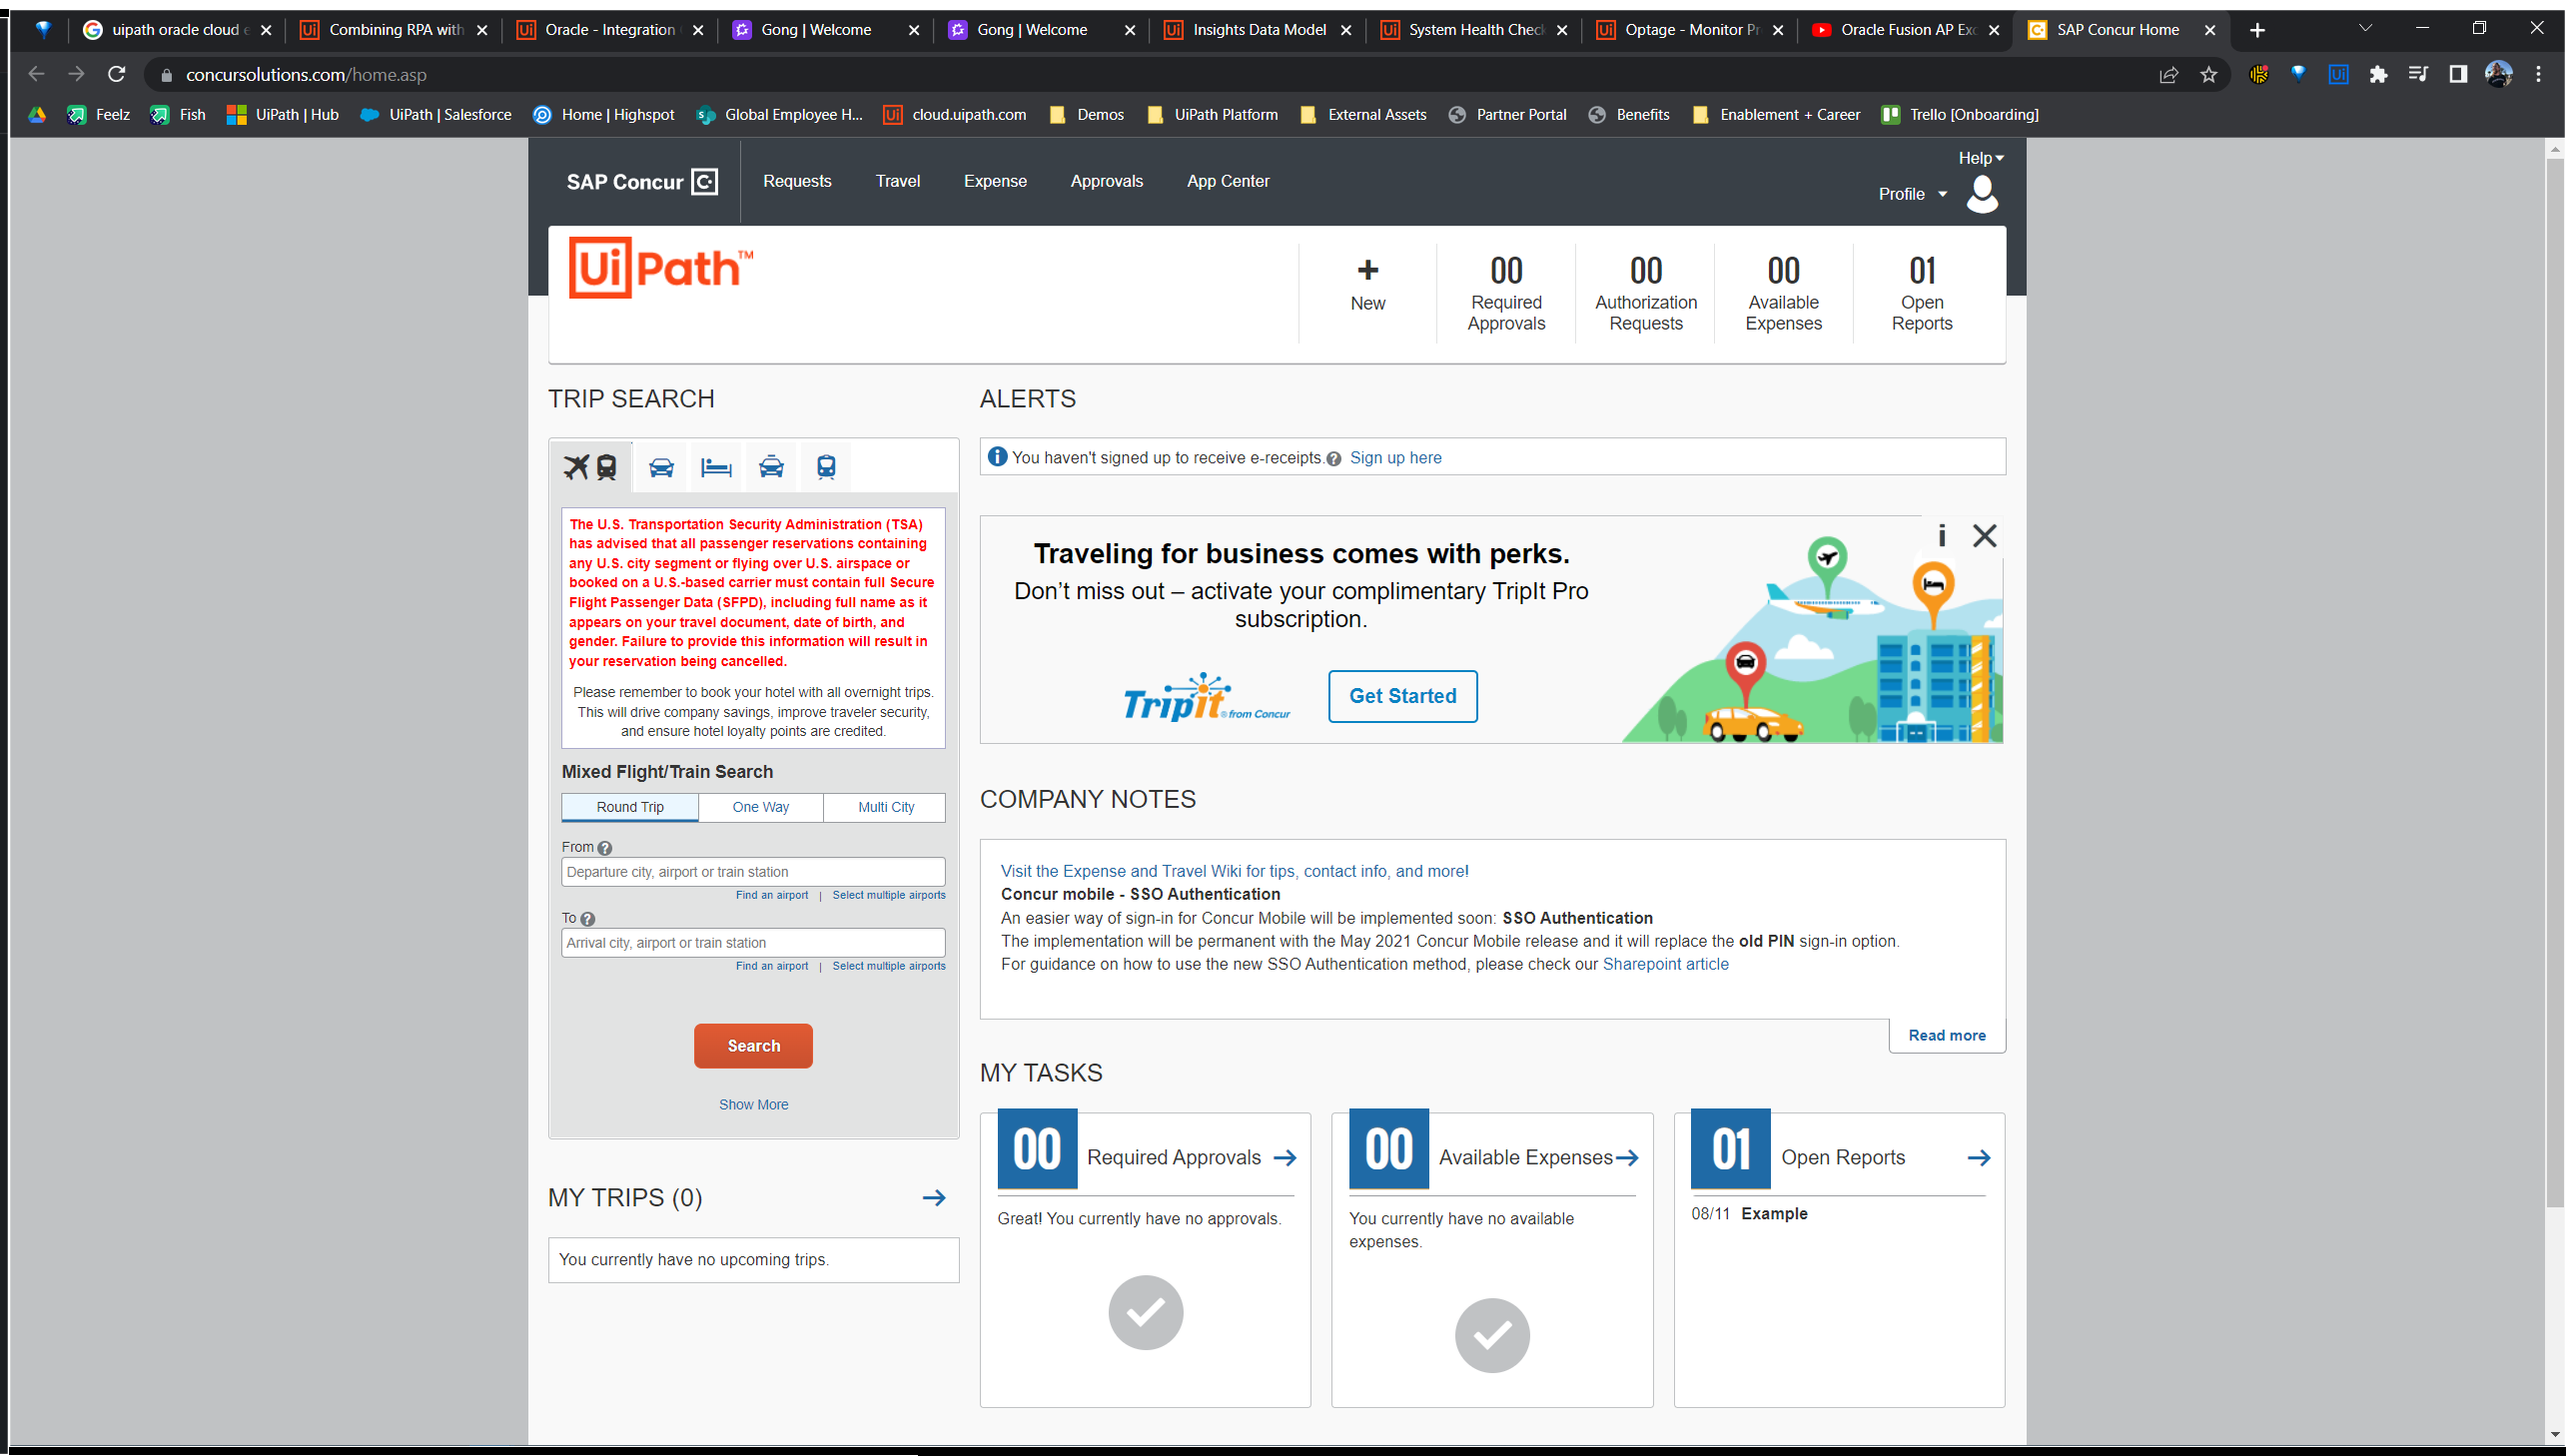 uipath oracle cloud e
Combining RPA with
Oracle - Integration
Gong | Welcome
Gong | Welcome
Insights Data Model
System Health Chec
Optage - Monitor Pr
Oracle Fusion AP Exc
SAP Concur Home
concursolutions.com/home.asp
Feelz
Fish
UiPath | Hub
UiPath | Salesforce
Home | Highspot
Global Employee H...
cloud.uipath.com
Demos
UiPath Platform
External Assets
Partner Portal
Benefits
Enablement + Career
Trello [Onboarding]
SAP Concur
Requests
Travel
Expense
Approvals
App Center
Help
Profile
UiPath™
New
00
Required
Approvals
00
Authorization
Requests
00
Available
Expenses
01
Open
Reports
TRIP SEARCH
The U.S. Transportation Security Administration (TSA)
has advised that all passenger reservations containing
any U.S. city segment or flying over U.S. airspace or
booked on a U.S.-based carrier must contain full Secure
Flight Passenger Data (SFPD), including full name as it
appears on your travel document, date of birth, and
gender. Failure to provide this information will result in
your reservation being cancelled.
Please remember to book your hotel with all overnight trips.
This will drive company savings, improve traveler security,
and ensure hotel loyalty points are credited.
Mixed Flight/Train Search
Round Trip
One Way
Multi City
From
Departure city, airport or train station
Find an airport | Select multiple airports
To
Arrival city, airport or train station
Find an airport | Select multiple airports
Search
Show More
MY TRIPS (0)
You currently have no upcoming trips.
ALERTS
You haven't signed up to receive e-receipts. Sign up here
Traveling for business comes with perks.
Don’t miss out – activate your complimentary TripIt Pro
subscription.
TripIt® from Concur
Get Started
COMPANY NOTES
Visit the Expense and Travel Wiki for tips, contact info, and more!
Concur mobile - SSO Authentication
An easier way of sign-in for Concur Mobile will be implemented soon: SSO Authentication
The implementation will be permanent with the May 2021 Concur Mobile release and it will replace the old PIN sign-in option.
For guidance on how to use the new SSO Authentication method, please check our Sharepoint article
Read more
MY TASKS
00
Required Approvals
Great! You currently have no approvals.
00
Available Expenses
You currently have no available
expenses.
01
Open Reports
08/11 Example